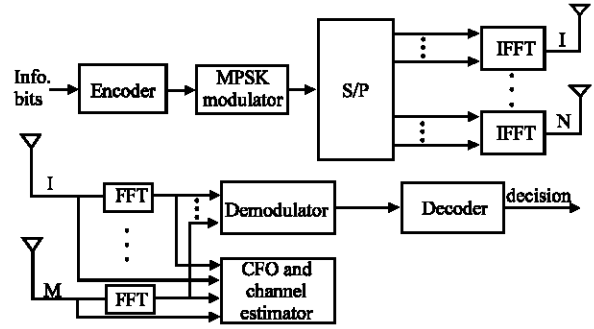 Info.
bits
Encoder
MPSK
modulator
S/P
IFFT
I
IFFT
N
I
FFT
Demodulator
Decoder
decision
M
FFT
CFO and
channel
estimator